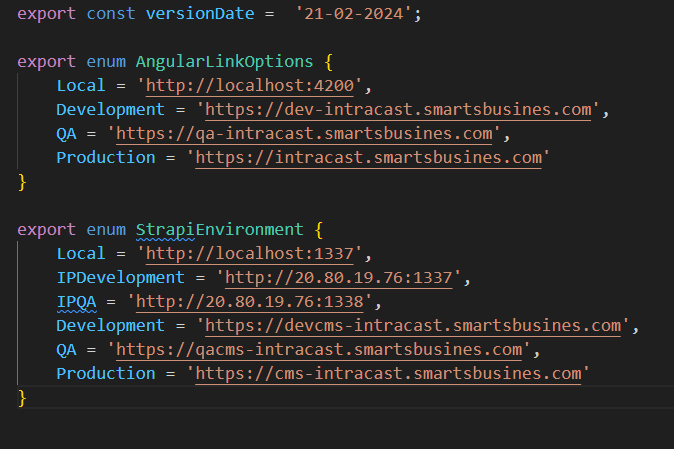 export const versionDate =  '21-02-2024';
export enum AngularLinkOptions {
    Local = 'http://localhost:4200',
    Development = 'https://dev-intracast.smartsbusines.com',
    QA = 'https://qa-intracast.smartsbusines.com',
    Production = 'https://intracast.smartsbusines.com'
}
export enum StrapiEnvironment {
    Local = 'http://localhost:1337',
    IPDevelopment = 'http://20.80.19.76:1337',
    IPQA = 'http://20.80.19.76:1338',
    Development = 'https://devcms-intracast.smartsbusines.com',
    QA = 'https://qacms-intracast.smartsbusines.com',
    Production = 'https://cms-intracast.smartsbusines.com'
}